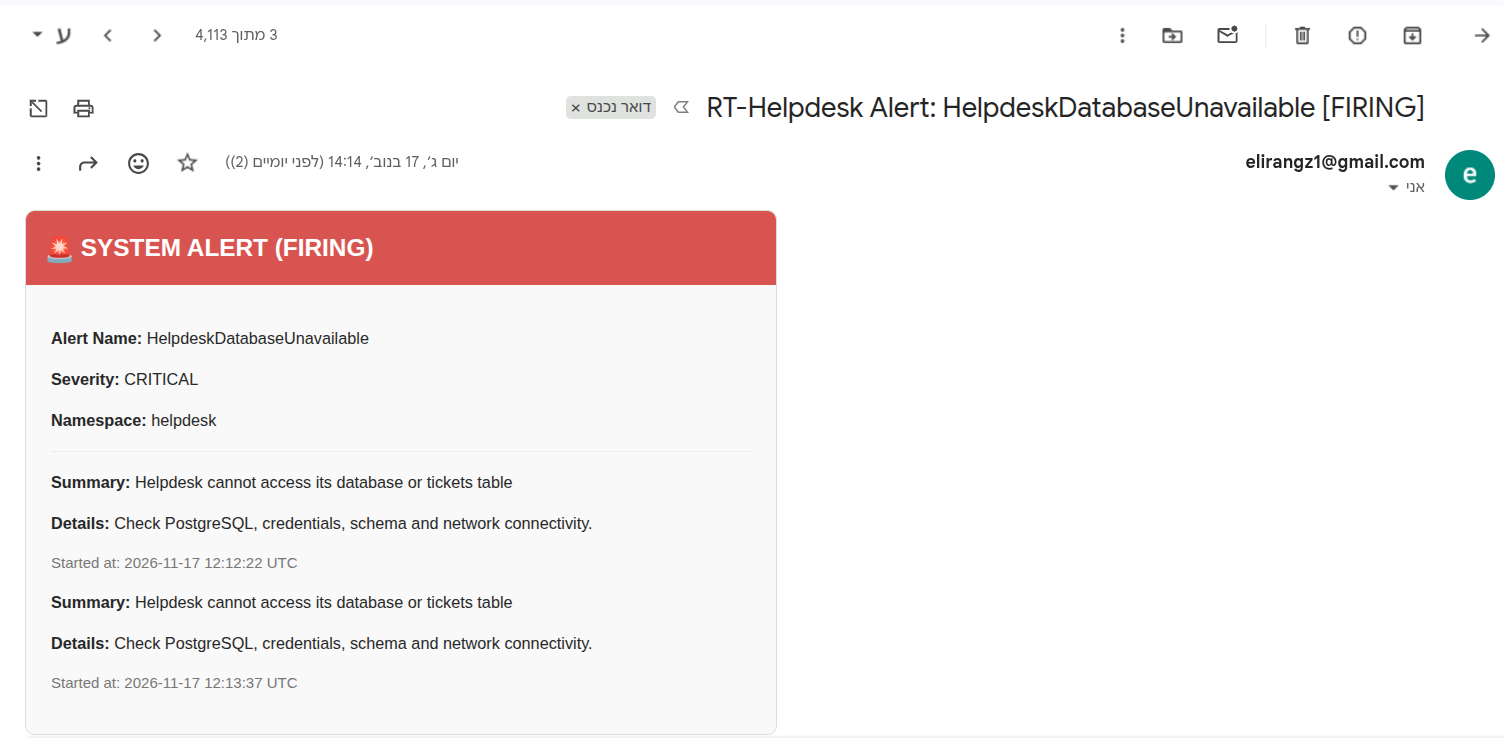 ע
3 מתוך 4,113
RT-Helpdesk Alert: HelpdeskDatabaseUnavailable [FIRING]
דואר נכנס ×
elirangz1@gmail.com
יום ג׳, 17 בנוב׳, 14:14 (לפני יומיים (2))
אני
e
SYSTEM ALERT (FIRING)
Alert Name: HelpdeskDatabaseUnavailable
Severity: CRITICAL
Namespace: helpdesk
Summary: Helpdesk cannot access its database or tickets table
Details: Check PostgreSQL, credentials, schema and network connectivity.
Started at: 2026-11-17 12:12:22 UTC
Summary: Helpdesk cannot access its database or tickets table
Details: Check PostgreSQL, credentials, schema and network connectivity.
Started at: 2026-11-17 12:13:37 UTC